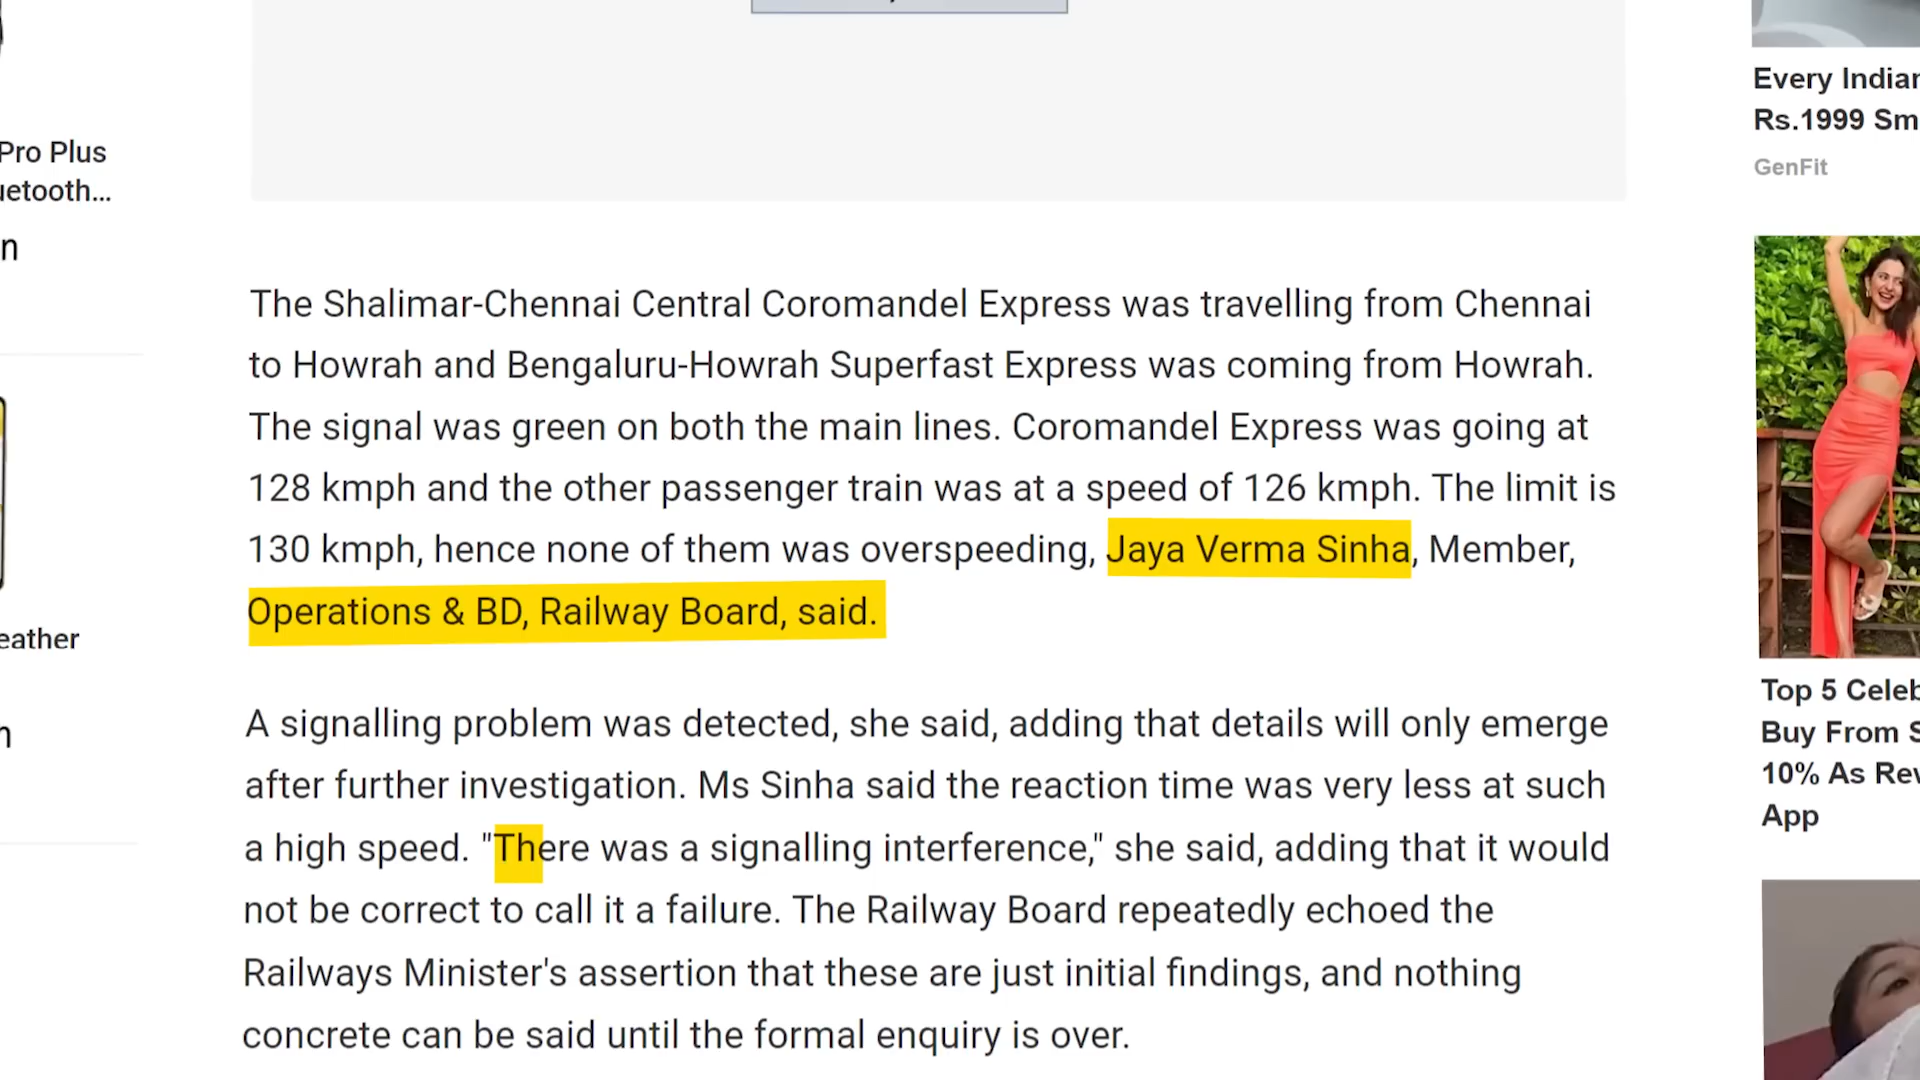 Pro Plus
uetooth...
n
eather
n
The Shalimar-Chennai Central Coromandel Express was travelling from Chennai
to Howrah and Bengaluru-Howrah Superfast Express was coming from Howrah.
The signal was green on both the main lines. Coromandel Express was going at
128 kmph and the other passenger train was at a speed of 126 kmph. The limit is
130 kmph, hence none of them was overspeeding, Jaya Verma Sinha, Member,
Operations & BD, Railway Board, said.
A signalling problem was detected, she said, adding that details will only emerge
after further investigation. Ms Sinha said the reaction time was very less at such
a high speed. "There was a signalling interference," she said, adding that it would
not be correct to call it a failure. The Railway Board repeatedly echoed the
Railways Minister's assertion that these are just initial findings, and nothing
concrete can be said until the formal enquiry is over.
Every Indian
Rs.1999 Sm
GenFit
Top 5 Celeb
Buy From S
10% As Rev
App